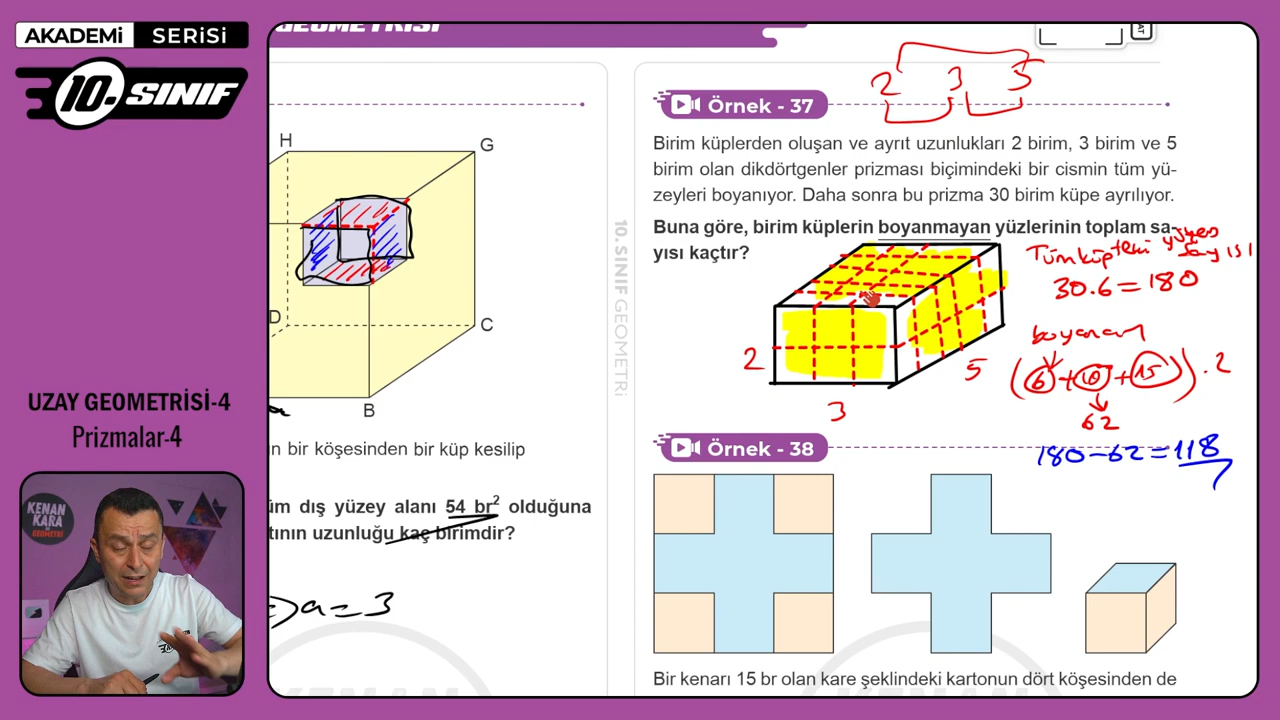 AKADEMİ SERİSİ
10. SINIF
UZAY GEOMETRİSİ-4
Prizmalar-4
KENAN
KARA
GEOMETRİ
GEOMETRİSİ
H
G
D
C
B
a
n bir köşesinden bir küp kesilip
üm dış yüzey alanı 54 br² olduğuna
tının uzunluğu kaç birimdir?
a = 3
10. SINIF GEOMETRİ
2 3 5
Örnek - 37
Birim küplerden oluşan ve ayrıt uzunlukları 2 birim, 3 birim ve 5
birim olan dikdörtgenler prizması biçimindeki bir cismin tüm yü-
zeyleri boyanıyor. Daha sonra bu prizma 30 birim küpe ayrılıyor.
Buna göre, birim küplerin boyanmayan yüzlerinin toplam sa-
yısı kaçtır?
Tüm küpteki yüzey
sayısı
30.6 = 180
boyanan
(6 + 10 + 15) . 2
62
180 - 62 = 118
2
3
5
Örnek - 38
Bir kenarı 15 br olan kare şeklindeki kartonun dört köşesinden de